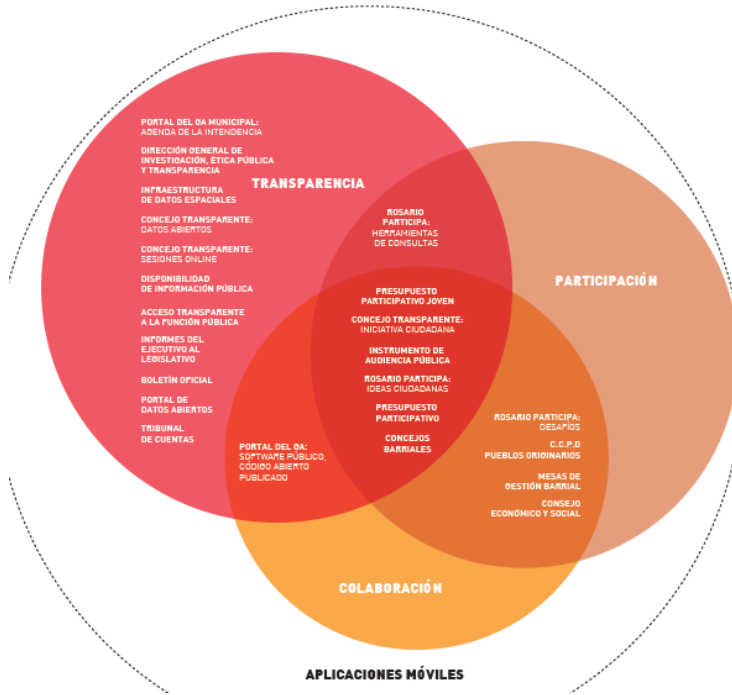 PORTAL DEL GA MUNICIPAL:
AGENDA DE LA INTENDENCIA
DIRECCIÓN GENERAL DE
INVESTIGACIÓN, ÉTICA PÚBLICA
Y TRANSPARENCIA
TRANSPARENCIA
INFRAESTRUCTURA
DE DATOS ESPACIALES
CONCEJO TRANSPARENTE:
DATOS ABIERTOS
CONCEJO TRANSPARENTE:
SESIONES ONLINE
DISPONIBILIDAD
DE INFORMACIÓN PÚBLICA
ACCESO TRANSPARENTE
A LA FUNCIÓN PÚBLICA
INFORMES DEL
EJECUTIVO AL
LEGISLATIVO
BOLETÍN OFICIAL
PORTAL DE
DATOS ABIERTOS
TRIBUNAL
DE CUENTAS
ROSARIO
PARTICIPA:
HERRAMIENTAS
DE CONSULTAS
PARTICIPACIÓN
PRESUPUESTO
PARTICIPATIVO JOVEN
CONCEJO TRANSPARENTE:
INICIATIVA CIUDADANA
INSTRUMENTO DE
AUDIENCIA PÚBLICA
ROSARIO PARTICIPA:
IDEAS CIUDADANAS
PRESUPUESTO
PARTICIPATIVO
CONCEJOS
BARRIALES
PORTAL DEL GA:
SOFTWARE PÚBLICO,
CÓDIGO ABIERTO
PUBLICADO
ROSARIO PARTICIPA:
DESAFÍOS
C.C.P.D
PUEBLOS ORIGINARIOS
MESAS DE
GESTIÓN BARRIAL
CONSEJO
ECONÓMICO Y SOCIAL
COLABORACIÓN
APLICACIONES MÓVILES